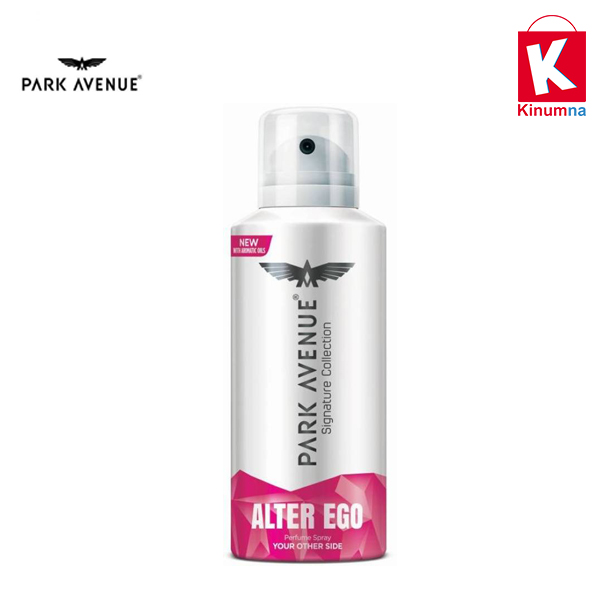 PARK AVENUE®
K
Kinumna
NEW
WITH AROMATIC OILS
PARK AVENUE®
Signature Collection
ALTER EGO
Perfume Spray
YOUR OTHER SIDE